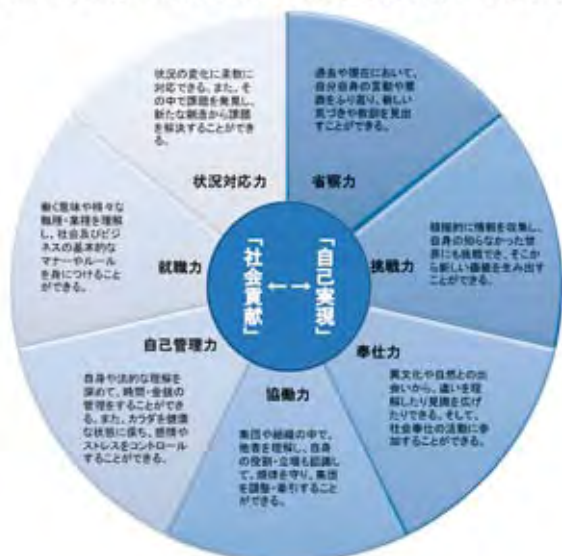 状況の変化に柔軟に
対応できる。また、そ
の中で課題を発見し、
新たな創造から課題
を解決することができ
る。
状況対応力
過去や現在において、
自分自身の言動や意
識をふり返り、新しい
気づきや教訓を見出
すことができる。
省察力
積極的に情報を収集し、
自身の知らなかった世
界にも挑戦でき、そこか
ら新しい価値を生み出す
ことができる。
挑戦力
異文化や自然との出
会いから、違いを理
解したり見識を広げ
たりできる。そして、
社会奉仕の活動に参
加することができる。
奉仕力
協働力
集団や組織の中で、
他者を理解し、自身
の役割・立場も認識し
て、規律を守り、集団
を調整・牽引すること
ができる。
自己管理力
自身や法的な理解を
深めて、時間・金銭の
管理をすることができ
る。また、カラダを健康
な状態に保ち、感情や
ストレスをコントロール
することができる。
就職力
働く意味や様々な
職種・業種を理解
し、社会及びビジ
ネスの基本的な
マナーやルール
を身につけること
ができる。
「自己実現」
←→
「社会貢献」